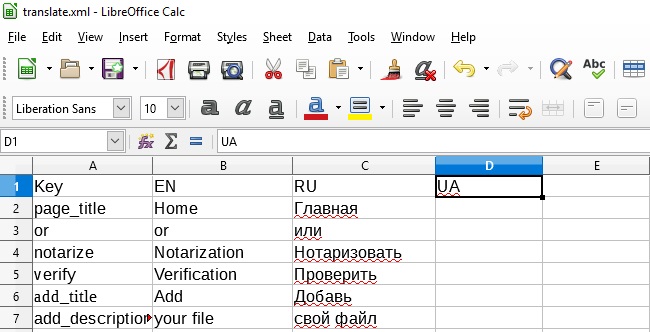 translate.xml - LibreOffice Calc
File Edit View Insert Format Styles Sheet Data Tools Window Help
Abc
Liberation Sans 10 a a a a
D1 fx Σ = UA
A B C D E
1 Key EN RU UA
2 page_title Home Главная
3 or or или
4 notarize Notarization Нотаризовать
5 verify Verification Проверить
6 add_title Add Добавь
7 add_description your file свой файл